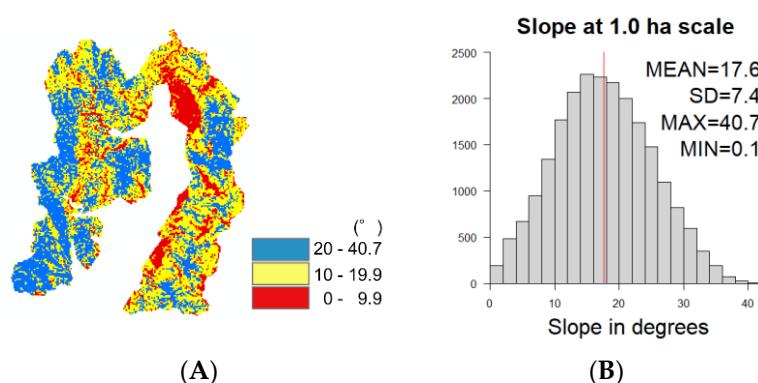 Slope at 1.0 ha scale
MEAN=17.6
SD=7.4
MAX=40.7
MIN=0.1
2500
2000
1500
1000
500
0
0 10 20 30 40
Slope in degrees
(° )
20 - 40.7
10 - 19.9
0 - 9.9
(A)
(B)